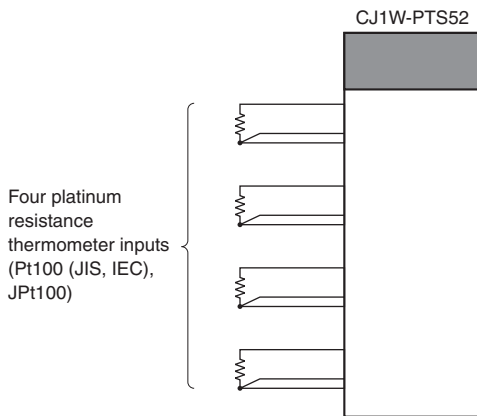 CJ1W-PTS52
Four platinum
resistance
thermometer inputs
(Pt100 (JIS, IEC),
JPt100)